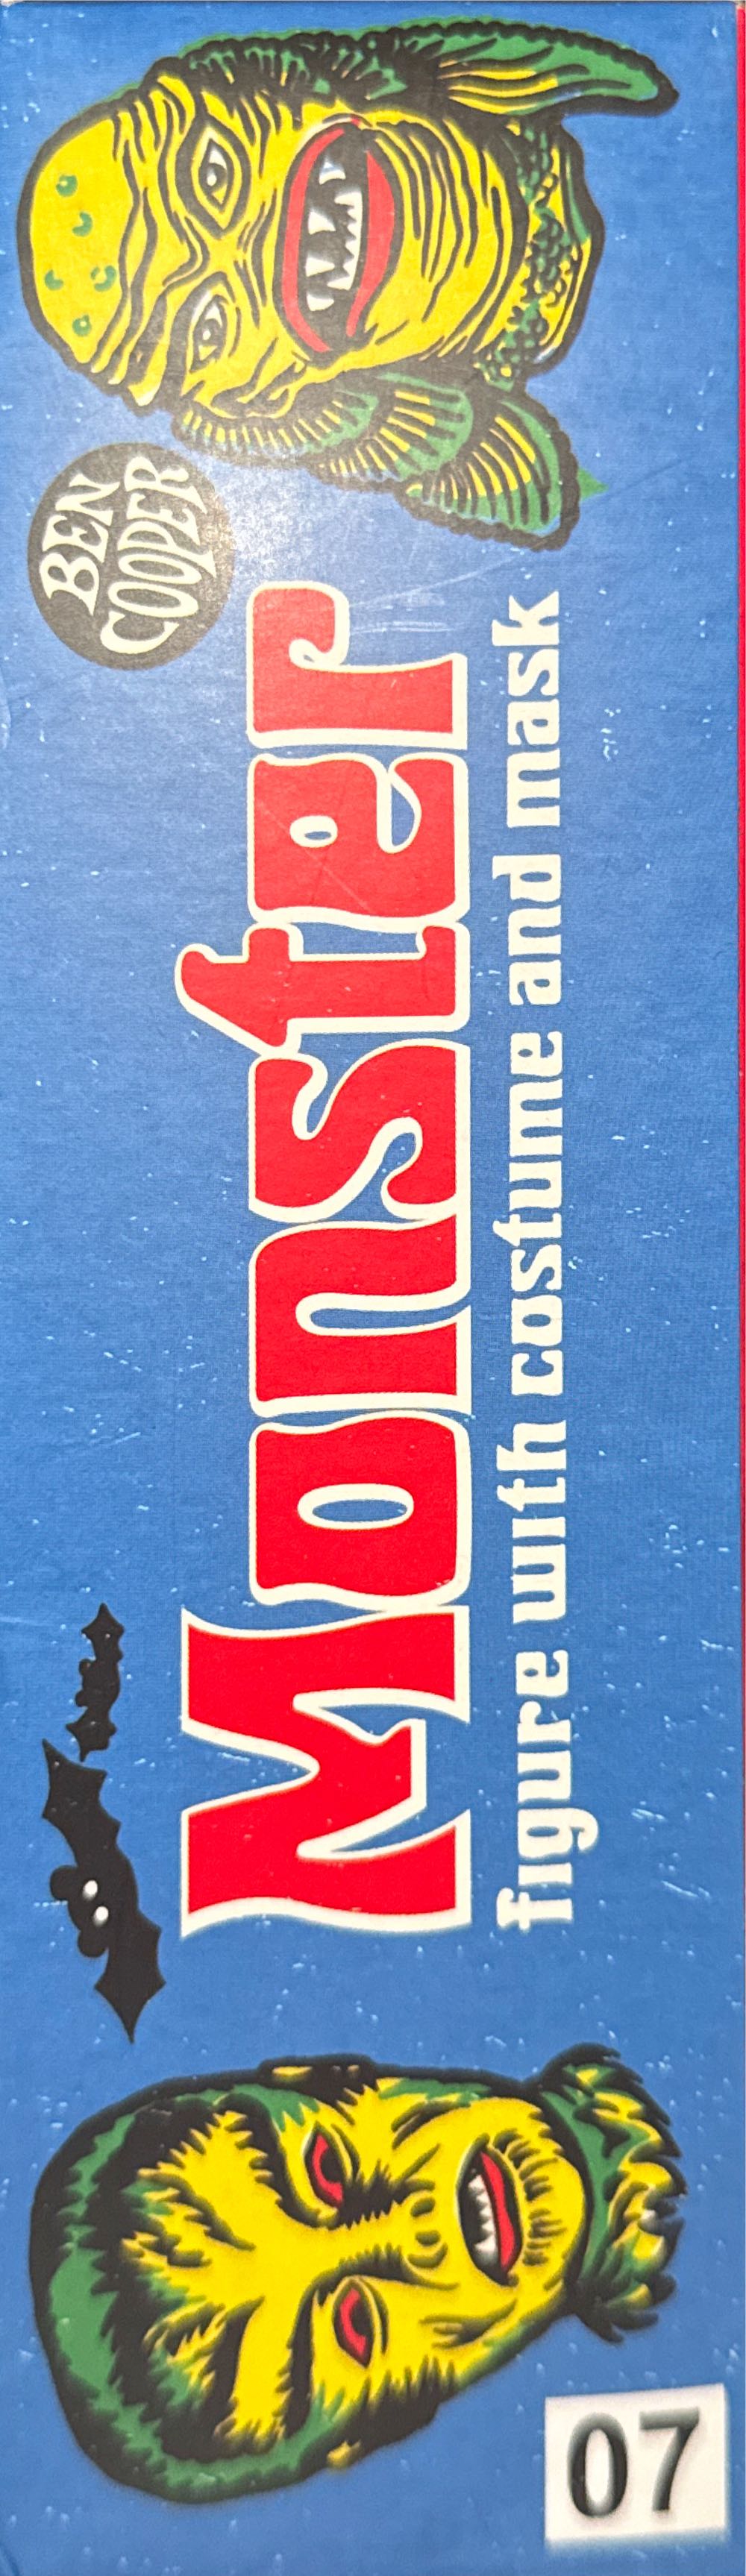 BEN
COOPER
Monster
figure with costume and mask
07